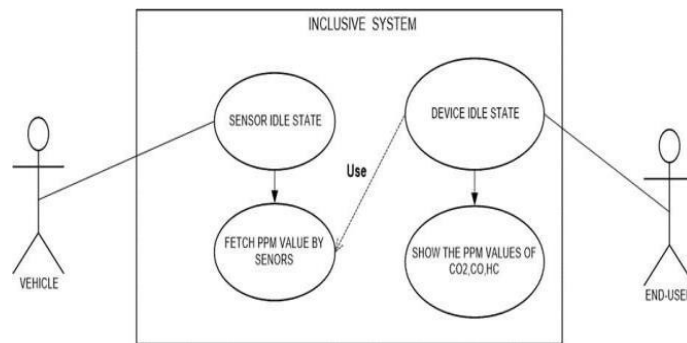 INCLUSIVE SYSTEM
SENSOR IDLE STATE
DEVICE IDLE STATE
Use
FETCH PPM VALUE BY
SENORS
SHOW THE PPM VALUES OF
CO2,CO,HC
VEHICLE
END-USER